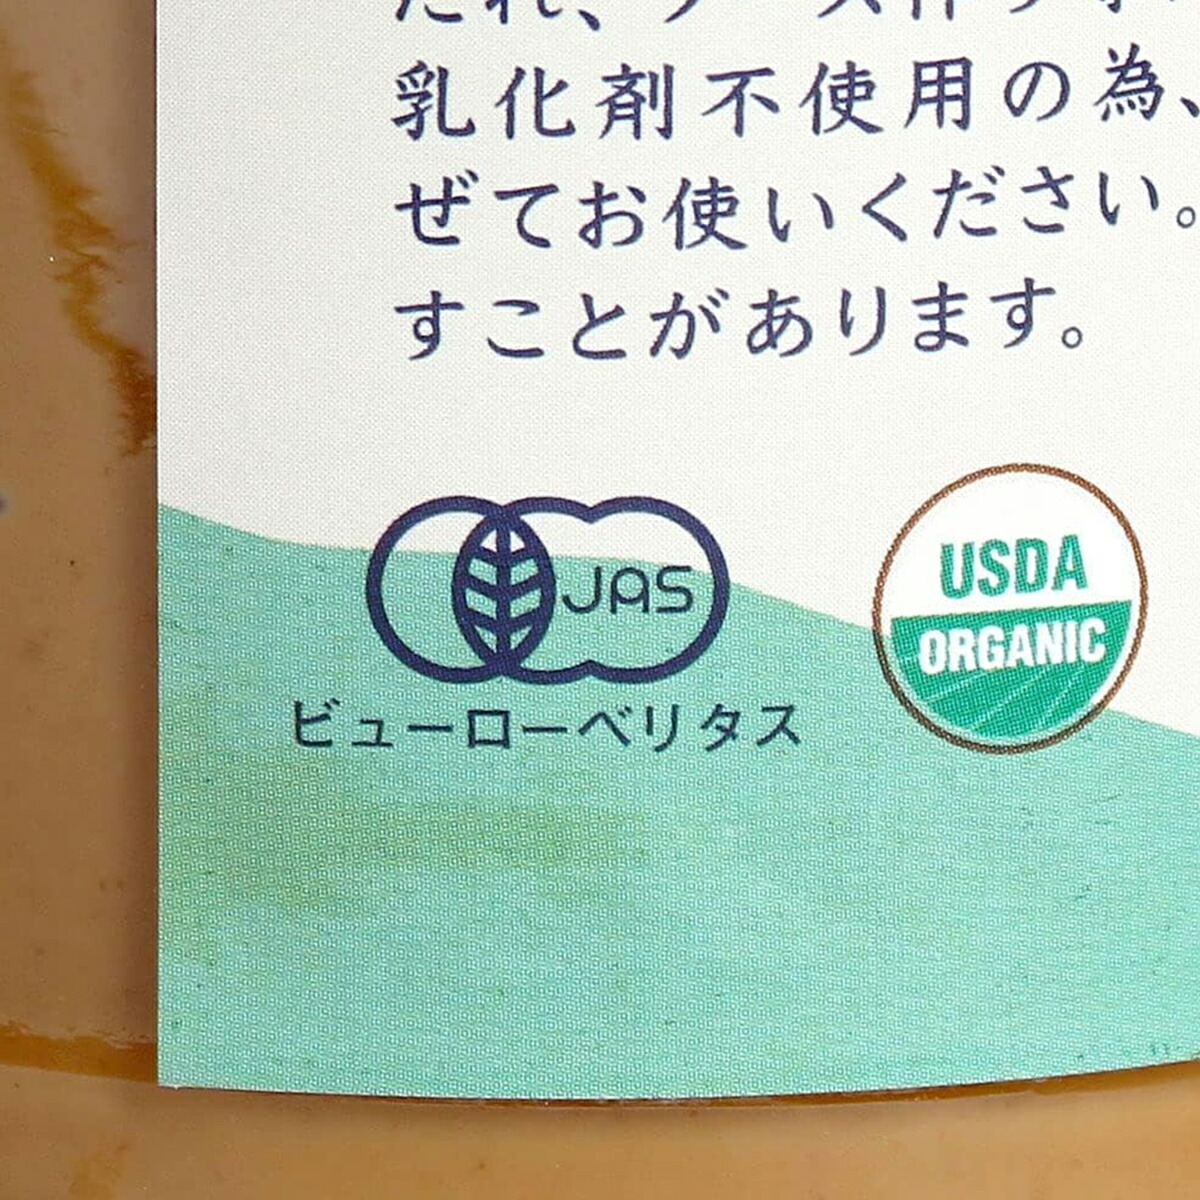 乳化剤不使用の為、
ぜてお使いください。
すことがあります。
JAS
ビューローベリタス
USDA
ORGANIC